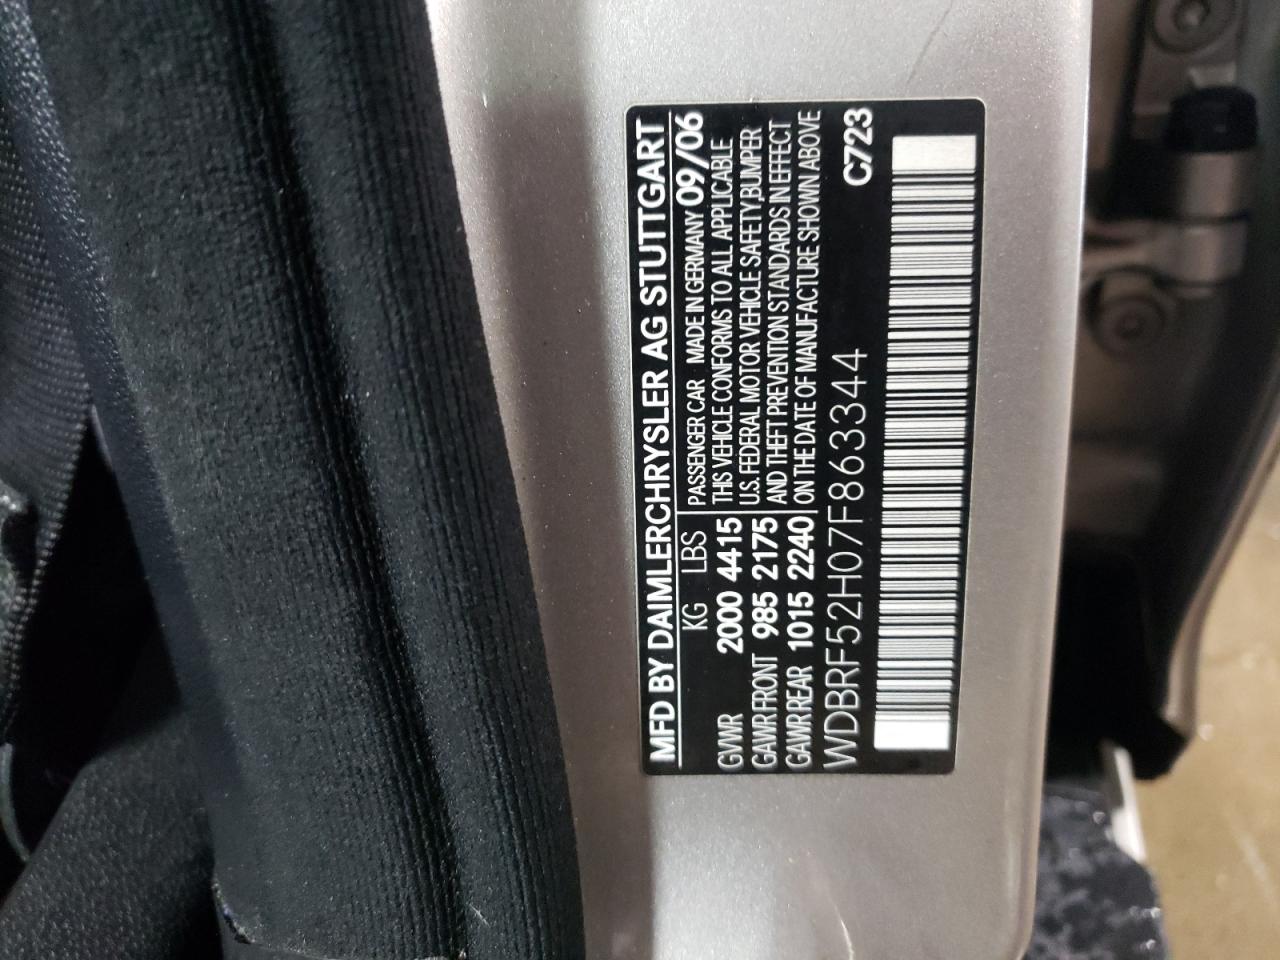 MFD BY DAIMLERCHRYSLER AG STUTTGART
KG LBS
GVWR 2000 4415
GAWR FRONT 985 2175
GAWR REAR 1015 2240
PASSENGER CAR MADE IN GERMANY 09/06
THIS VEHICLE CONFORMS TO ALL APPLICABLE
U.S. FEDERAL MOTOR VEHICLE SAFETY,BUMPER
AND THEFT PREVENTION STANDARDS IN EFFECT
ON THE DATE OF MANUFACTURE SHOWN ABOVE
WDBRF52H07F863344 C723